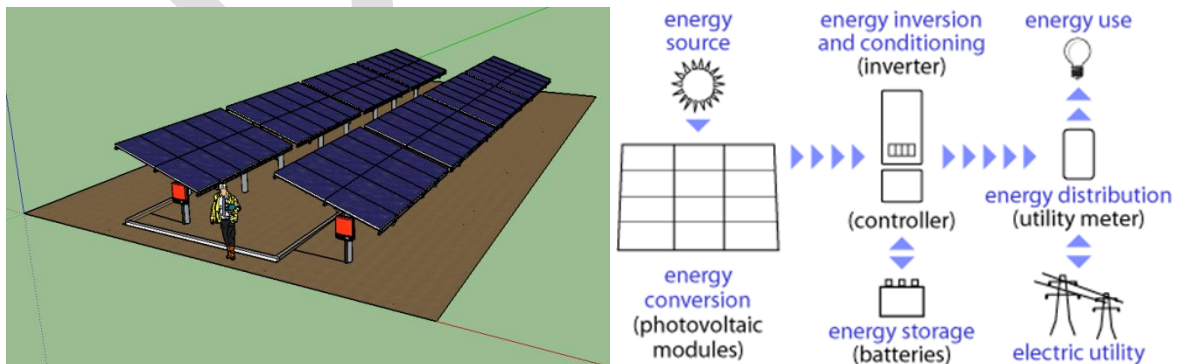 energy
source
energy
conversion
(photovoltaic
modules)
energy inversion
and conditioning
(inverter)
(controller)
energy storage
(batteries)
energy use
energy distribution
(utility meter)
electric utility